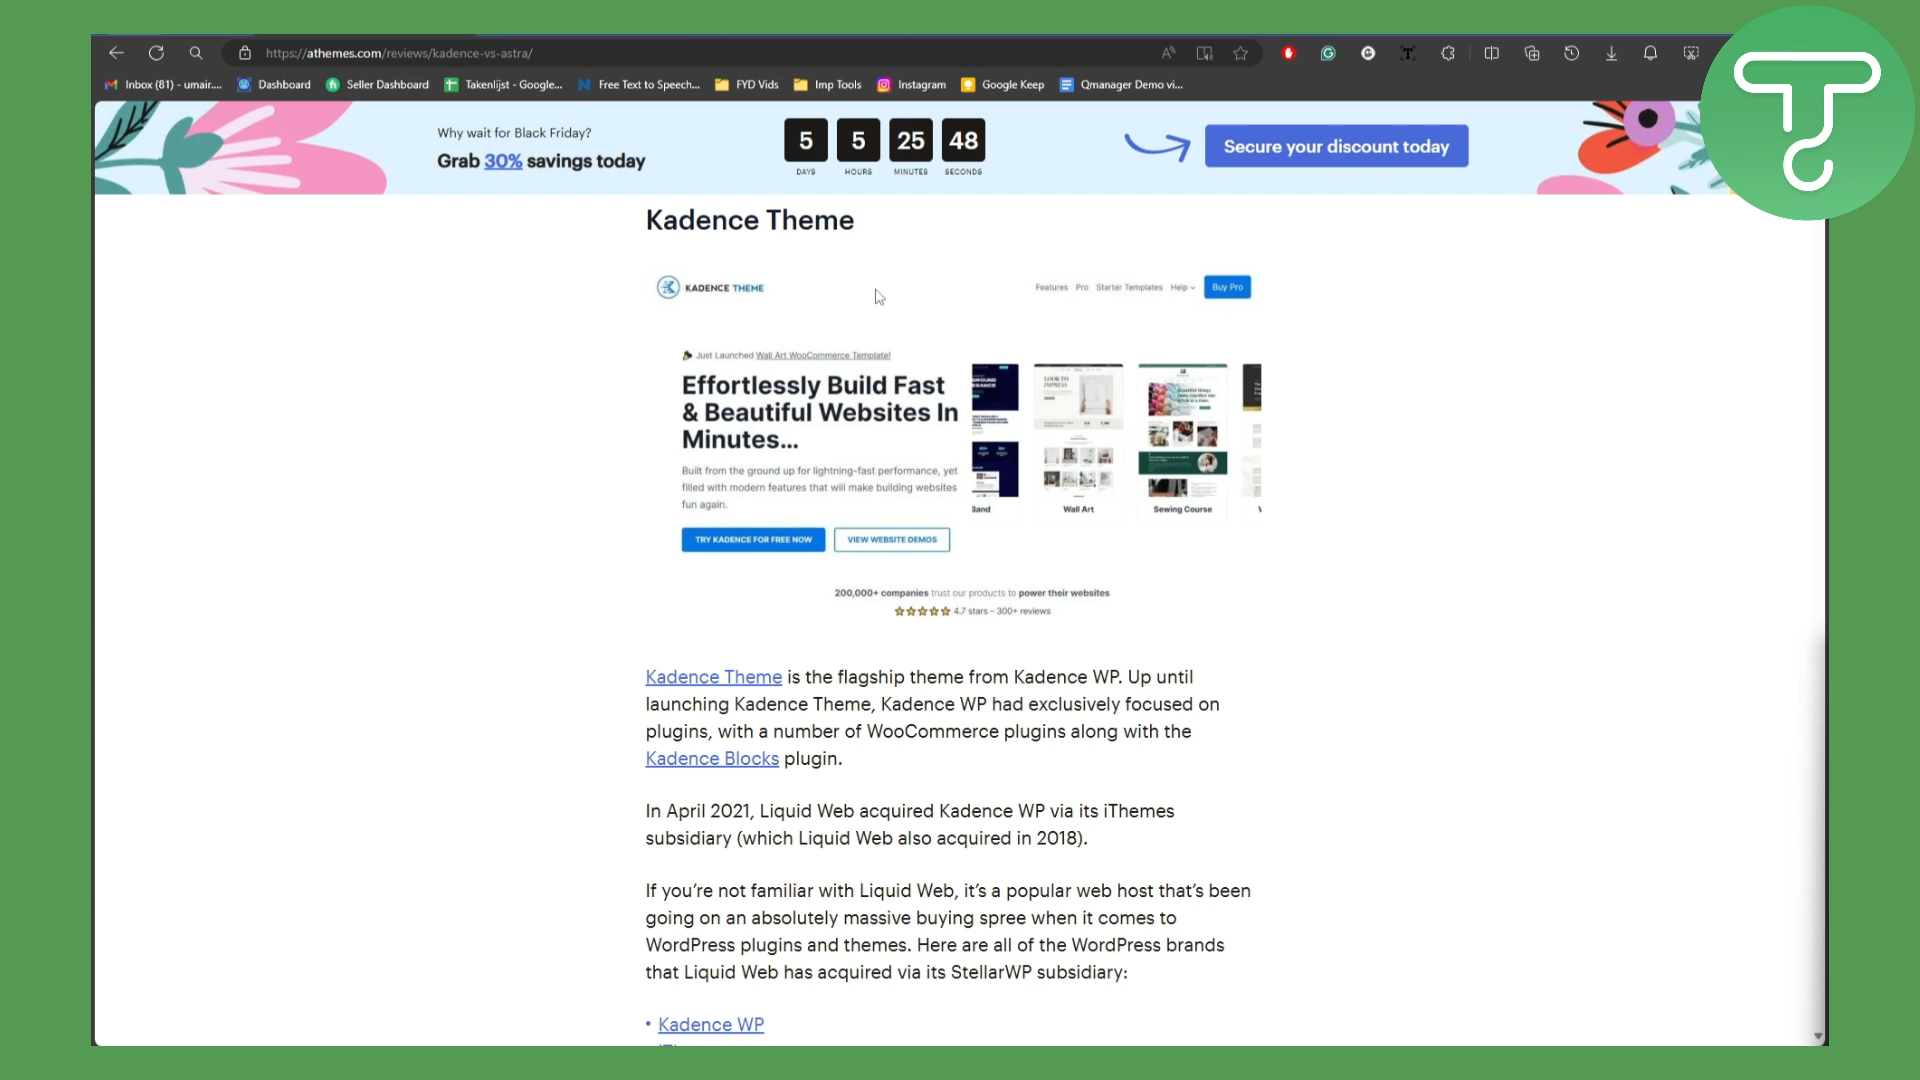 https://athemes.com/reviews/kadence-vs-astra/
Inbox (81) - umair....
Dashboard
Seller Dashboard
Takenlijst - Google...
Free Text to Speech...
FYD Vids
Imp Tools
Instagram
Google Keep
Qmanager Demo vi...
Why wait for Black Friday?
Grab 30% savings today
5 5 25 48
DAYS HOURS MINUTES SECONDS
Secure your discount today
Kadence Theme
KADENCE THEME
Features Pro Starter Templates Help Buy Pro
Just Launched Wall Art WooCommerce Template!
Effortlessly Build Fast
& Beautiful Websites In
Minutes...
Built from the ground up for lightning-fast performance, yet
filled with modern features that will make building websites
fun again.
TRY KADENCE FOR FREE NOW
VIEW WEBSITE DEMOS
LOOK TO
Band
Wall Art
Sewing Course
200,000+ companies trust our products to power their websites
4.7 stars – 300+ reviews
Kadence Theme is the flagship theme from Kadence WP. Up until
launching Kadence Theme, Kadence WP had exclusively focused on
plugins, with a number of WooCommerce plugins along with the
Kadence Blocks plugin.
In April 2021, Liquid Web acquired Kadence WP via its iThemes
subsidiary (which Liquid Web also acquired in 2018).
If you’re not familiar with Liquid Web, it’s a popular web host that’s been
going on an absolutely massive buying spree when it comes to
WordPress plugins and themes. Here are all of the WordPress brands
that Liquid Web has acquired via its StellarWP subsidiary:
• Kadence WP